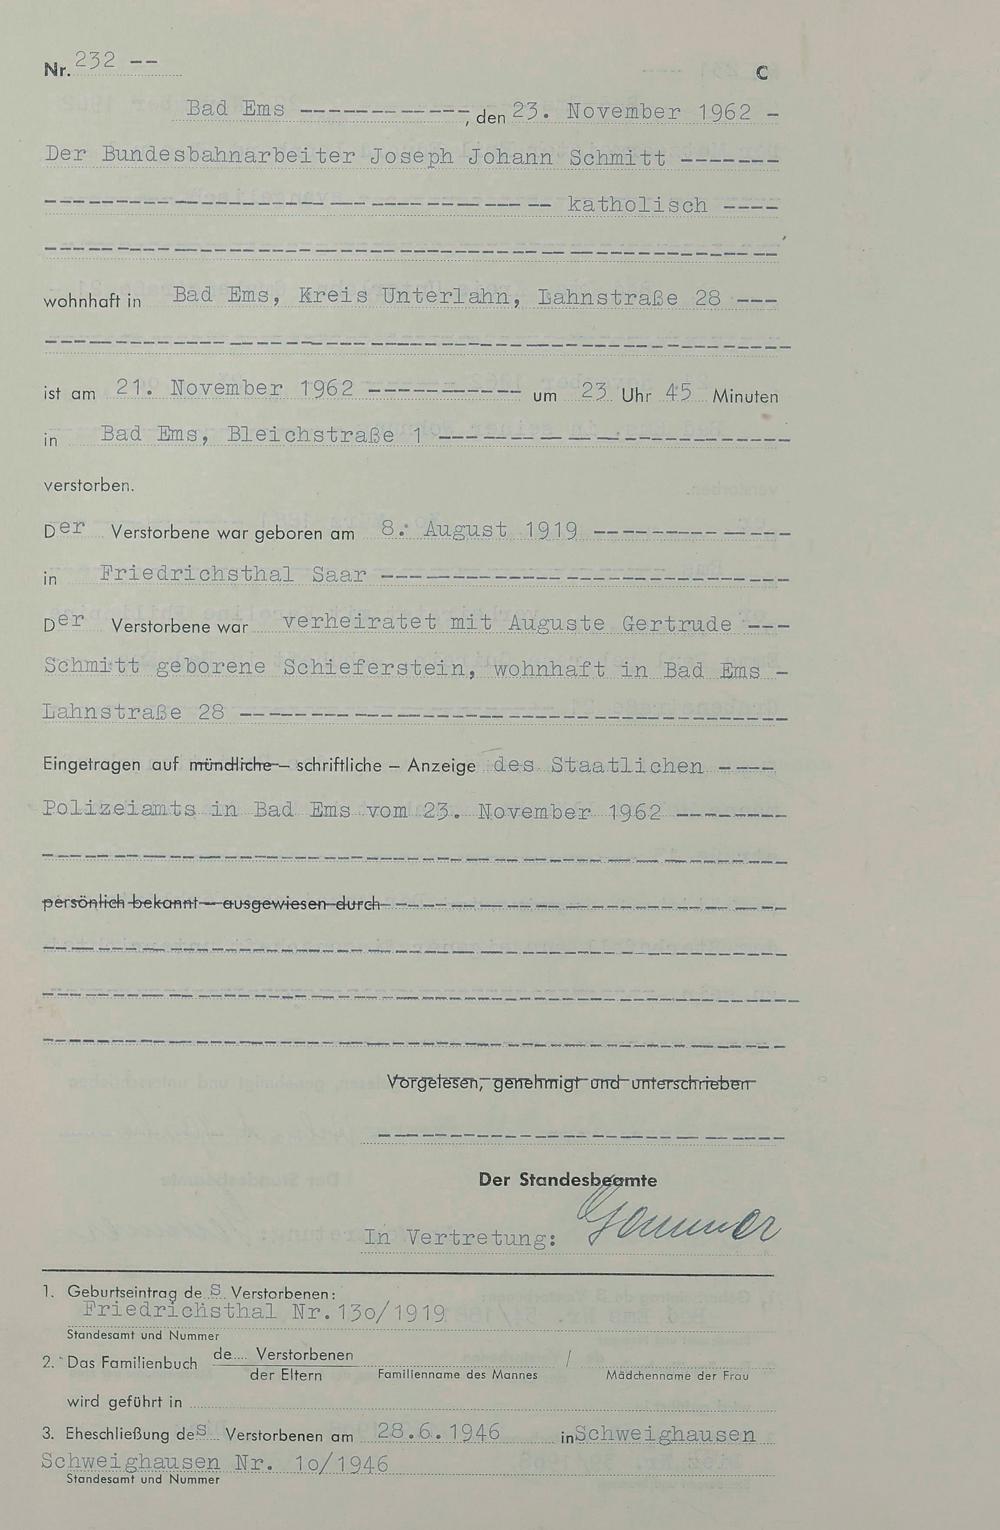 Nr. 232 --
C
Bad Ems ------------, den 23. November 1962 -
Der Bundesbahnarbeiter Joseph Johann Schmitt -------
------------------------------------ katholisch ----
----------------------------------------------------
wohnhaft in Bad Ems, Kreis Unterlahn, Lahnstraße 28 ---
----------------------------------------------------
ist am 21. November 1962 ----------- um 23 Uhr 45 Minuten
in Bad Ems, Bleichstraße 1 -------------------------
verstorben.
Der Verstorbene war geboren am 8. August 1919 --------------
in Friedrichsthal Saar -----------------------------
Der Verstorbene war verheiratet mit Auguste Gertrude ---
Schmitt geborene Schieferstein, wohnhaft in Bad Ems -
Lahnstraße 28 --------------------------------------
Eingetragen auf mündliche – schriftliche – Anzeige des Staatlichen ----
Polizeiamts in Bad Ems vom 23. November 1962 --------
----------------------------------------------------
persönlich bekannt – ausgewiesen durch ----------------------------
----------------------------------------------------
----------------------------------------------------
----------------------------------------------------
Vorgelesen, genehmigt und unterschrieben
-----------------------------
Der Standesbeamte
In Vertretung:
1. Geburtseintrag des Verstorbenen:
Friedrichsthal Nr. 13o/1919
Standesamt und Nummer
2. Das Familienbuch de.... Verstorbenen /
der Eltern Familienname des Mannes Mädchenname der Frau
wird geführt in
3. Eheschließung des Verstorbenen am 28.6.1946 in Schweighausen
Schweighausen Nr. 1o/1946
Standesamt und Nummer